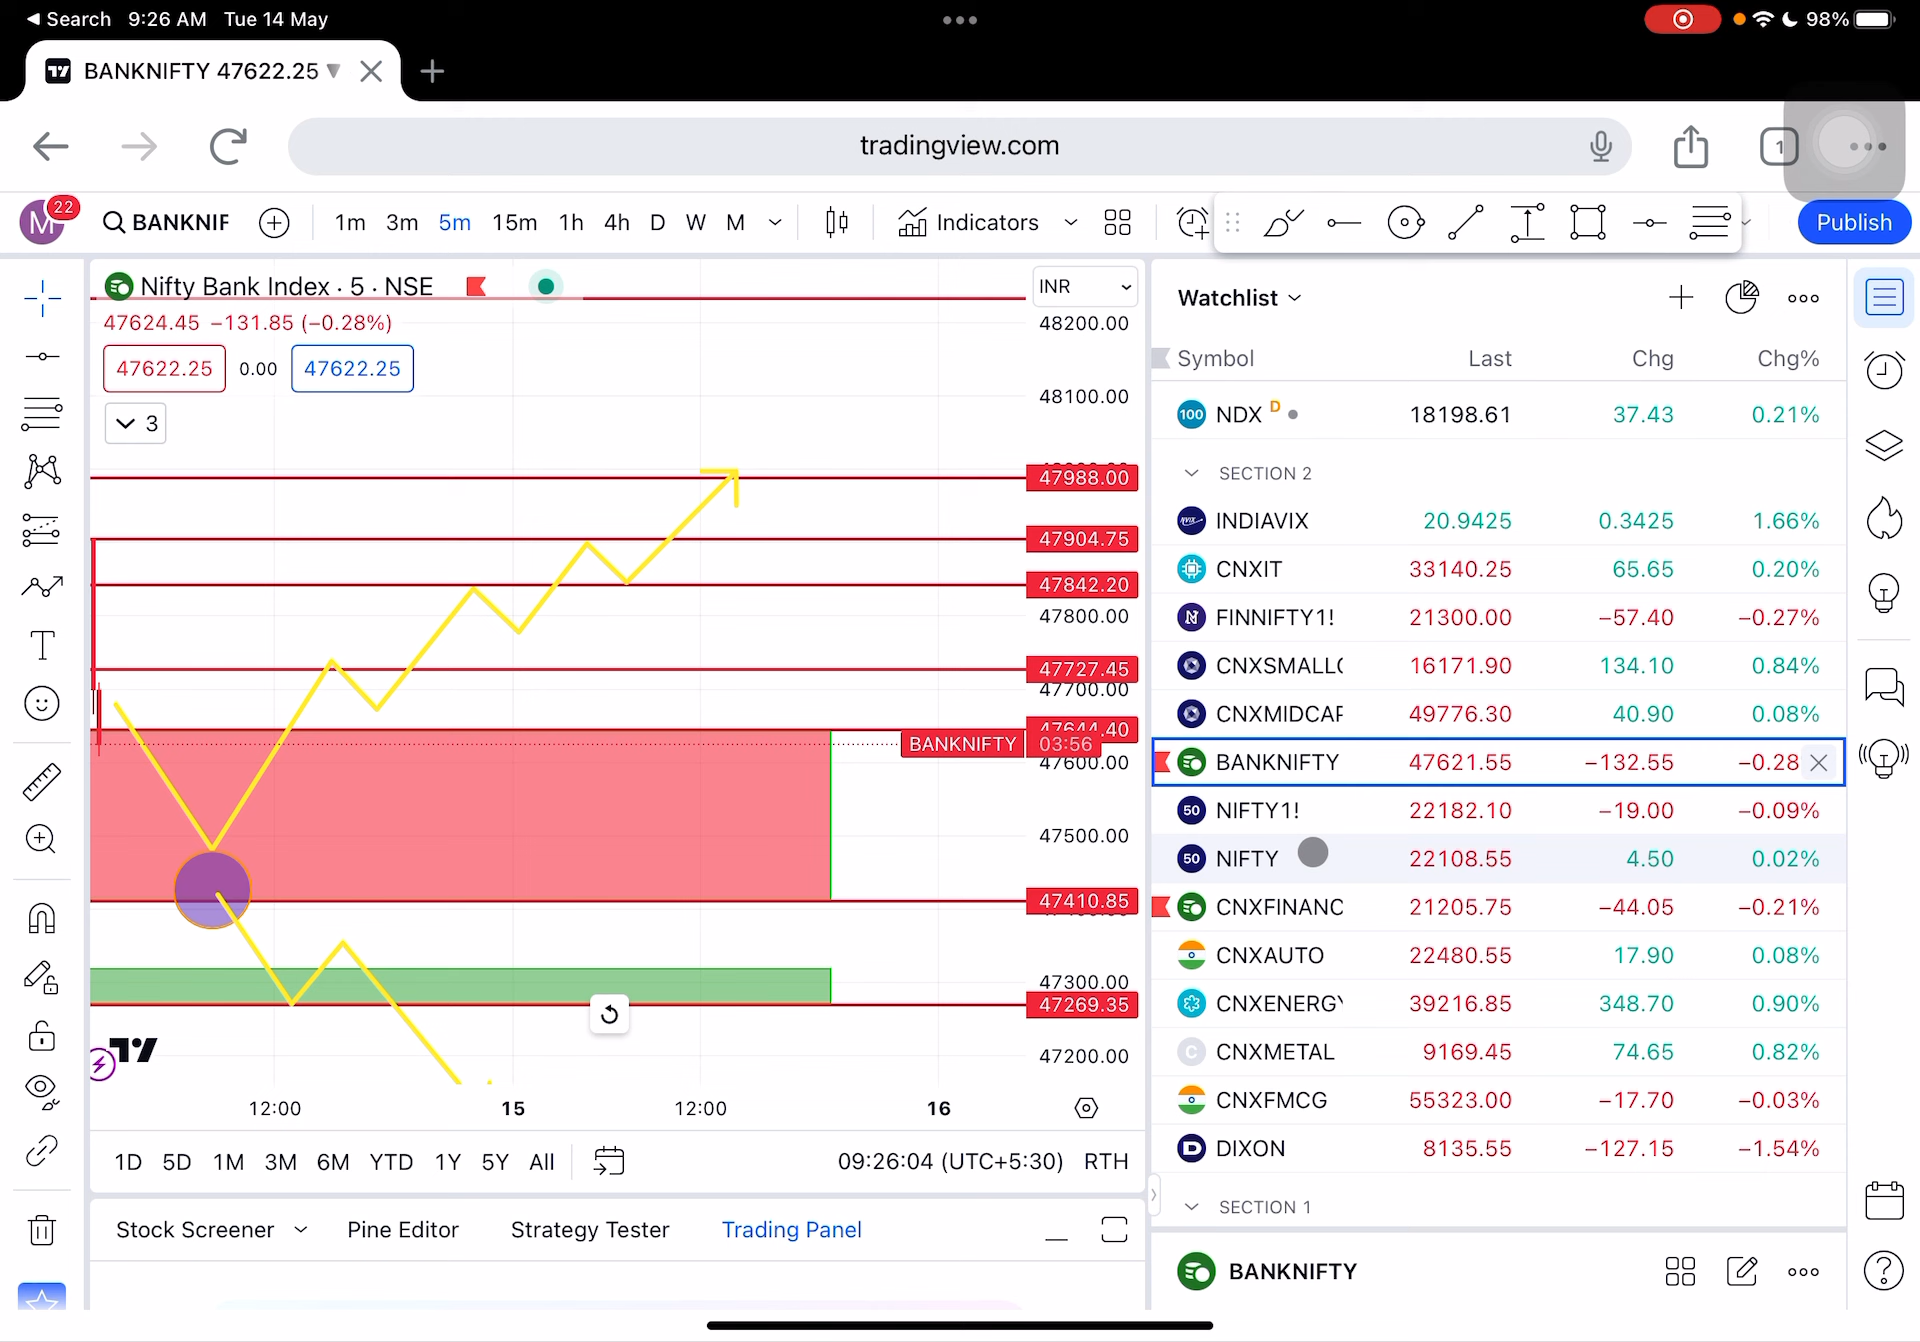 Search 9:26 AM Tue 14 May
98%
BANKNIFTY 47622.25
tradingview.com
1
M 22
BANKNIF
1m 3m 5m 15m 1h 4h D W M
Indicators
Publish
Nifty Bank Index · 5 · NSE
47624.45 −131.85 (−0.28%)
47622.25 0.00 47622.25
3
INR
48200.00
48100.00
47988.00
47904.75
47842.20
47800.00
47727.45
47700.00
47644.40
BANKNIFTY 03:56
47600.00
47500.00
47410.85
47300.00
47269.35
47200.00
12:00 15 12:00 16
1D 5D 1M 3M 6M YTD 1Y 5Y All
09:26:04 (UTC+5:30) RTH
Stock Screener Pine Editor Strategy Tester Trading Panel
Watchlist
Symbol Last Chg Chg%
100 NDX D 18198.61 37.43 0.21%
SECTION 2
INDIAVIX 20.9425 0.3425 1.66%
CNXIT 33140.25 65.65 0.20%
FINNIFTY1! 21300.00 −57.40 −0.27%
CNXSMALLC 16171.90 134.10 0.84%
CNXMIDCAP 49776.30 40.90 0.08%
BANKNIFTY 47621.55 −132.55 −0.28
50 NIFTY1! 22182.10 −19.00 −0.09%
50 NIFTY 22108.55 4.50 0.02%
CNXFINANC 21205.75 −44.05 −0.21%
CNXAUTO 22480.55 17.90 0.08%
CNXENERGY 39216.85 348.70 0.90%
C CNXMETAL 9169.45 74.65 0.82%
CNXFMCG 55323.00 −17.70 −0.03%
DIXON 8135.55 −127.15 −1.54%
SECTION 1
BANKNIFTY